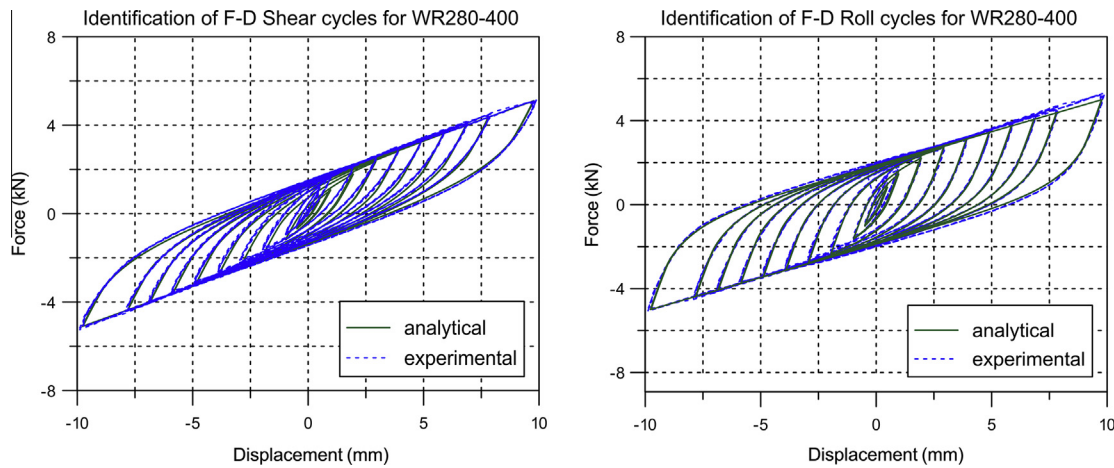 Identification of F-D Shear cycles for WR280-400
8
4
0
-4
-8
Force (kN)
-10
-5
0
5
10
Displacement (mm)
analytical
experimental
Identification of F-D Roll cycles for WR280-400
8
4
0
-4
-8
Force (kN)
-10
-5
0
5
10
Displacement (mm)
analytical
experimental